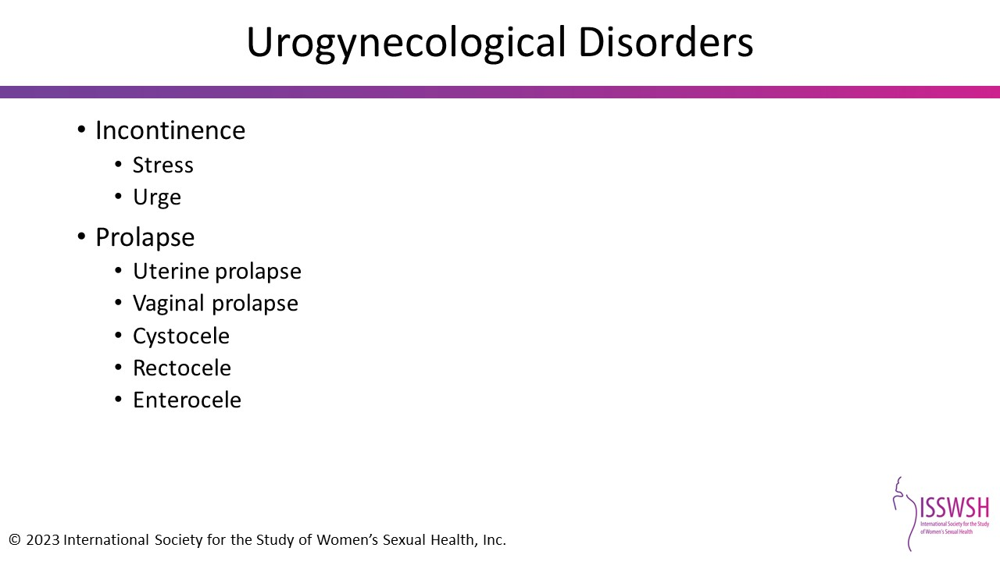 Urogynecological Disorders
• Incontinence
• Stress
• Urge
• Prolapse
• Uterine prolapse
• Vaginal prolapse
• Cystocele
• Rectocele
• Enterocele
ISSWSH
International Society for the Study
of Women's Sexual Health
© 2023 International Society for the Study of Women’s Sexual Health, Inc.